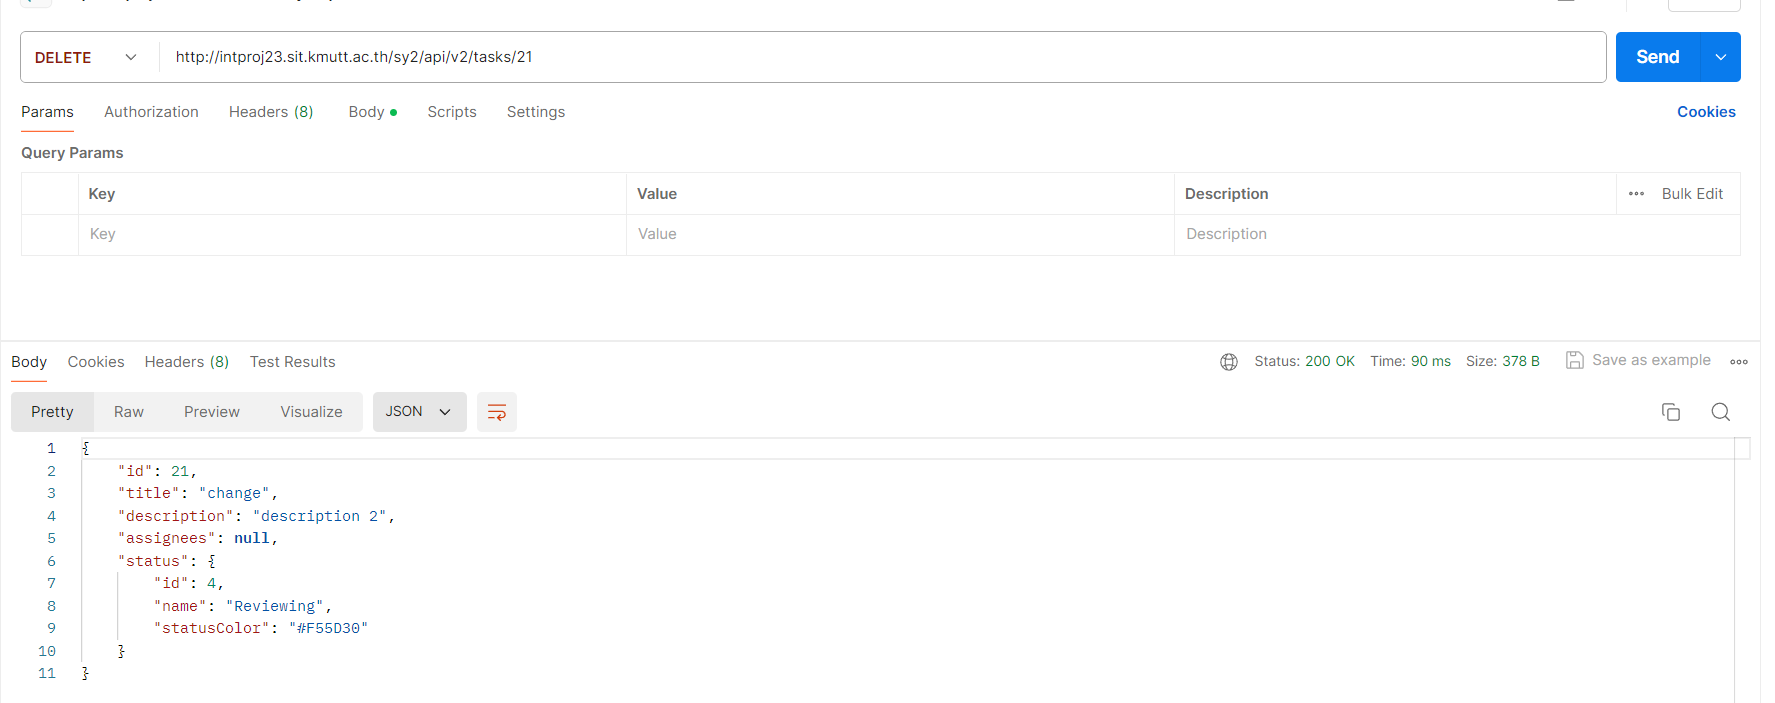 DELETE http://intproj23.sit.kmutt.ac.th/sy2/api/v2/tasks/21 Send
Params Authorization Headers (8) Body Scripts Settings Cookies
Query Params
Key Value Description Bulk Edit
Key Value Description
Body Cookies Headers (8) Test Results Status: 200 OK Time: 90 ms Size: 378 B Save as example
Pretty Raw Preview Visualize JSON
1 {
2 "id": 21,
3 "title": "change",
4 "description": "description 2",
5 "assignees": null,
6 "status": {
7 "id": 4,
8 "name": "Reviewing",
9 "statusColor": "#F55D30"
10 }
11 }